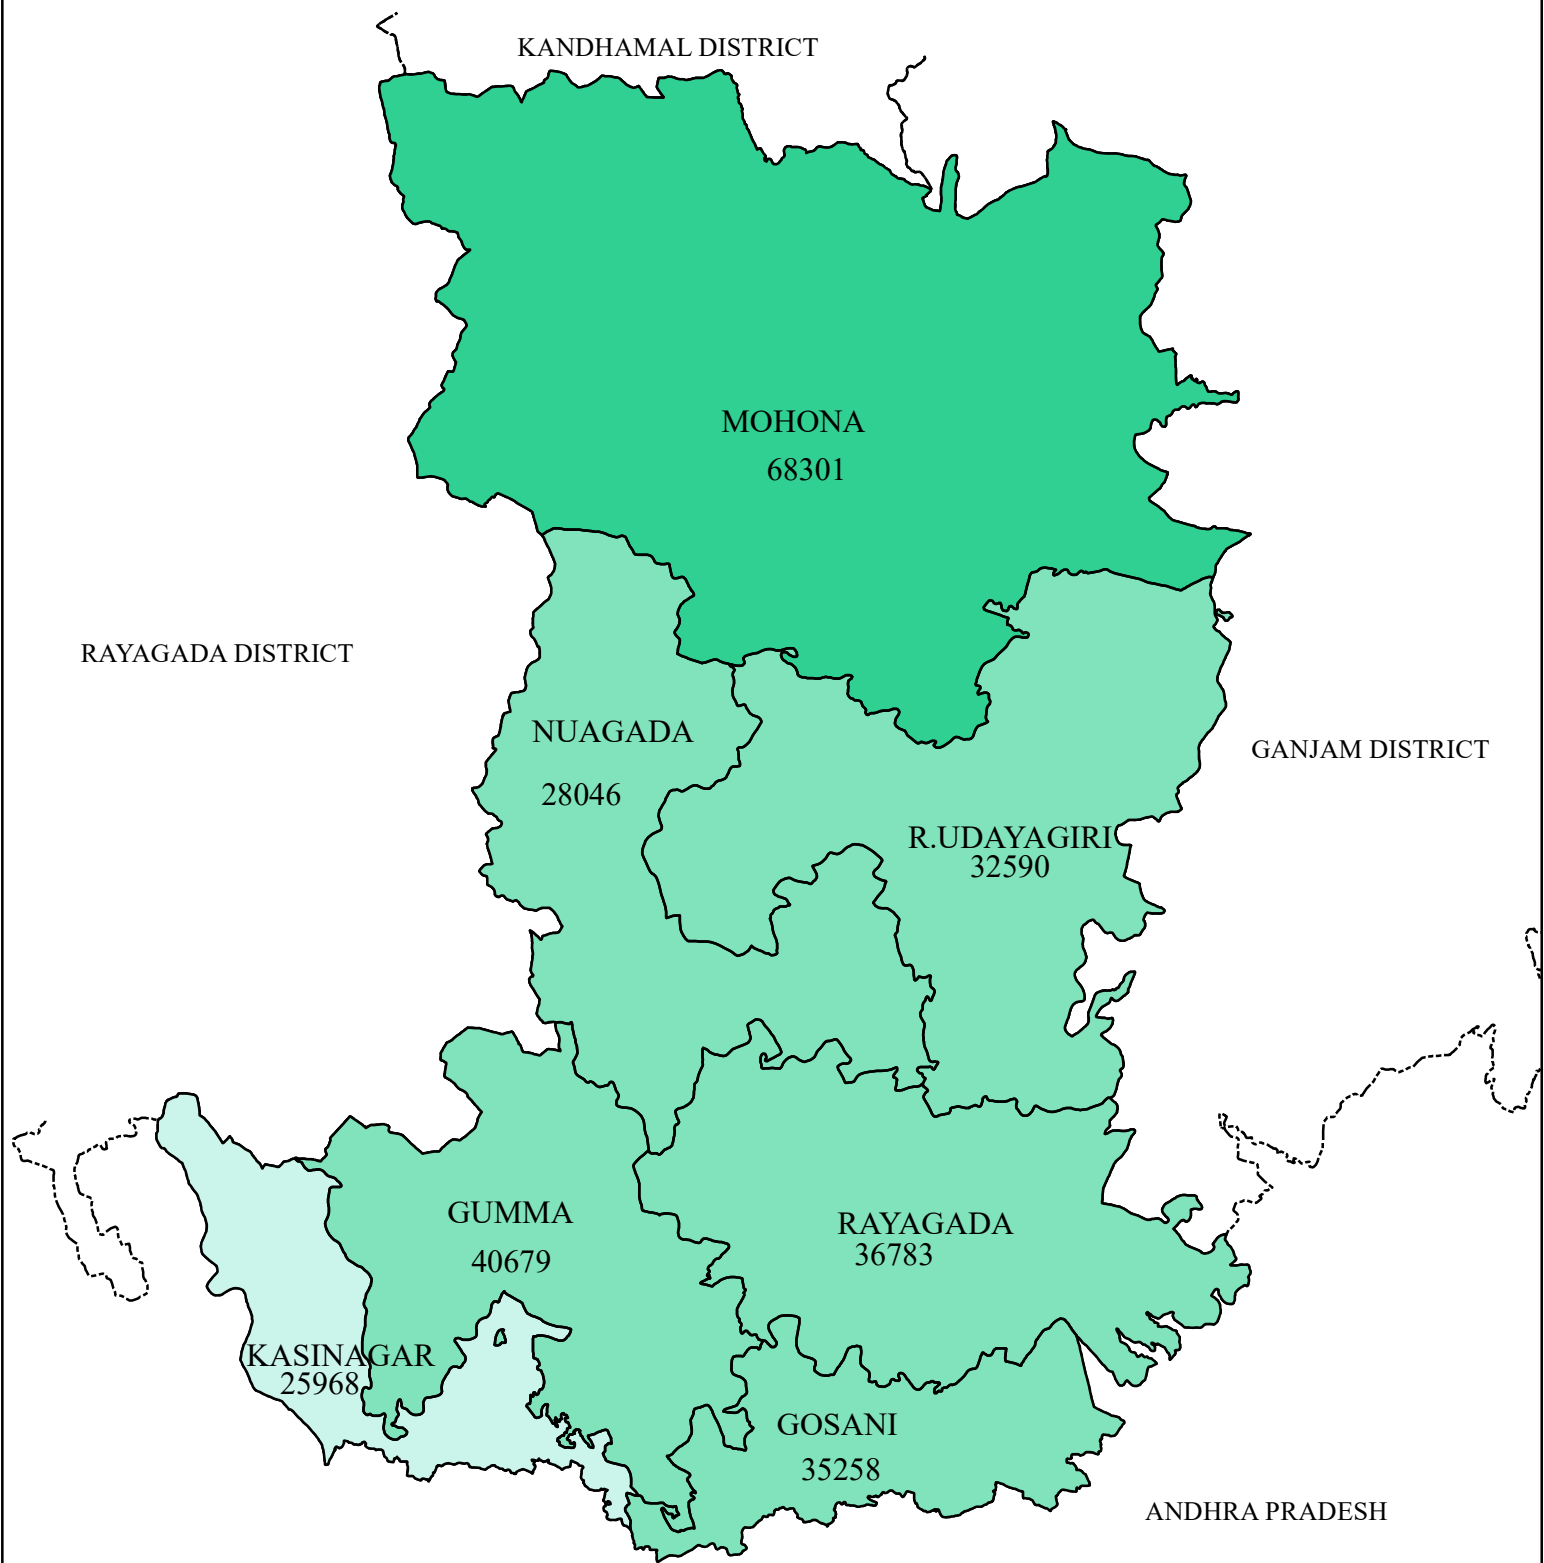 KANDHAMAL DISTRICT
MOHONA
68301
RAYAGADA DISTRICT
NUAGADA
28046
GANJAM DISTRICT
R.UDAYAGIRI
32590
GUMMA
40679
RAYAGADA
36783
KASINAGAR
25968
GOSANI
35258
ANDHRA PRADESH